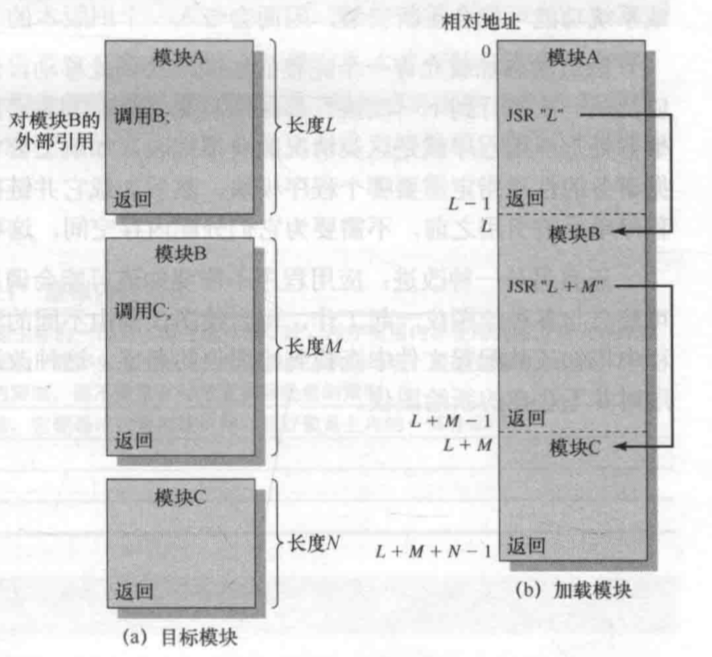 相对地址
模块A
调用B;
返回
对模块B的
外部引用
长度L
模块B
调用C;
返回
长度M
模块C
返回
长度N
(a) 目标模块
0
模块A
JSR "L"
L − 1
返回
L
模块B
JSR "L + M"
L + M − 1
返回
L + M
模块C
L + M + N − 1
返回
(b) 加载模块